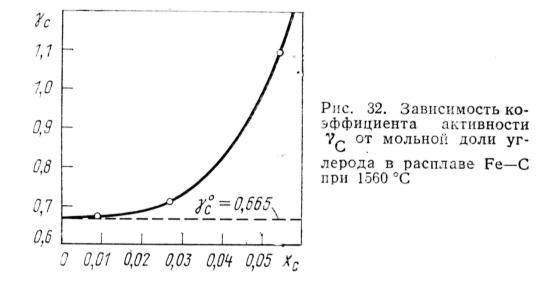 γc
1,1
1,0
0,9
0,8
0,7
0,6
γ°c = 0,665
0 0,01 0,02 0,03 0,04 0,05 xc
Рис. 32. Зависимость ко-
эффициента активности
γC от мольной доли уг-
лерода в расплаве Fe—C
при 1560 °C